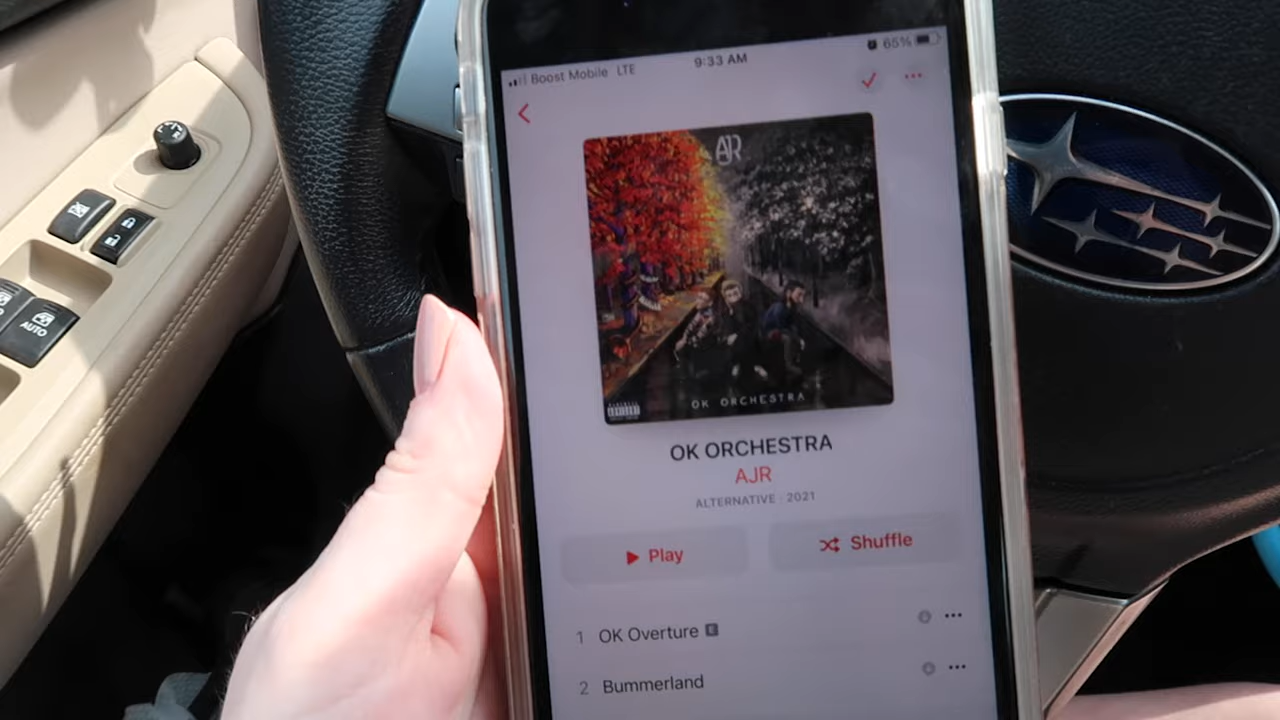 Boost Mobile LTE
9:33 AM
65%
AJR
OK ORCHESTRA
OK ORCHESTRA
AJR
ALTERNATIVE · 2021
Play
Shuffle
1 OK Overture E
2 Bummerland
AUTO